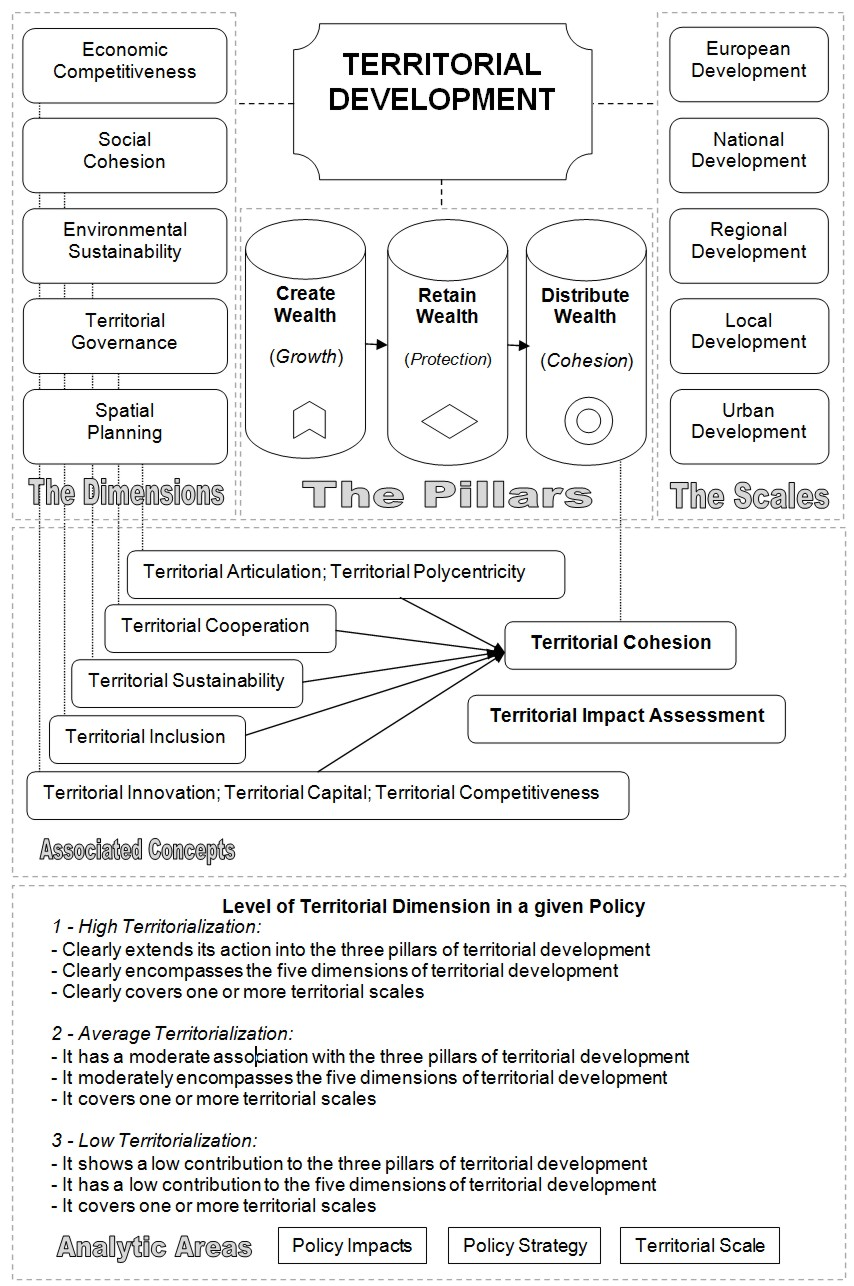 TERRITORIAL
DEVELOPMENT
Economic
Competitiveness
Social
Cohesion
Environmental
Sustainability
Territorial
Governance
Spatial
Planning
The Dimensions
Create
Wealth
(Growth)
Retain
Wealth
(Protection)
Distribute
Wealth
(Cohesion)
The Pillars
European
Development
National
Development
Regional
Development
Local
Development
Urban
Development
The Scales
Territorial Articulation; Territorial Polycentricity
Territorial Cooperation
Territorial Sustainability
Territorial Inclusion
Territorial Innovation; Territorial Capital; Territorial Competitiveness
Territorial Cohesion
Territorial Impact Assessment
Associated Concepts
Level of Territorial Dimension in a given Policy
1 - High Territorialization:
- Clearly extends its action into the three pillars of territorial development
- Clearly encompasses the five dimensions of territorial development
- Clearly covers one or more territorial scales
2 - Average Territorialization:
- It has a moderate association with the three pillars of territorial development
- It moderately encompasses the five dimensions of territorial development
- It covers one or more territorial scales
3 - Low Territorialization:
- It shows a low contribution to the three pillars of territorial development
- It has a low contribution to the five dimensions of territorial development
- It covers one or more territorial scales
Analytic Areas
Policy Impacts
Policy Strategy
Territorial Scale